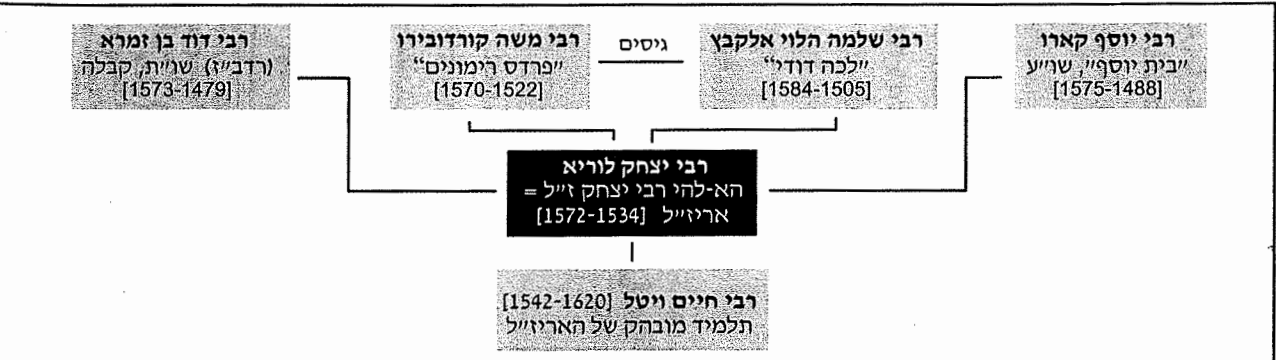 רבי יוסף קארו
"בית יוסף", שו"ע
[1575-1488]
רבי שלמה הלוי אלקבץ
"לכה דודי"
[1584-1505]
גיסים
רבי משה קורדובירו
"פרדס רימונים"
[1570-1522]
רבי דוד בן זמרא
(רדב"ז) שו"ת, קבלה
[1573-1479]
רבי יצחק לוריא
הא-להי רבי יצחק ז"ל =
אריז"ל [1572-1534]
רבי חיים ויטל [1542-1620]
תלמיד מובהק של האריז"ל